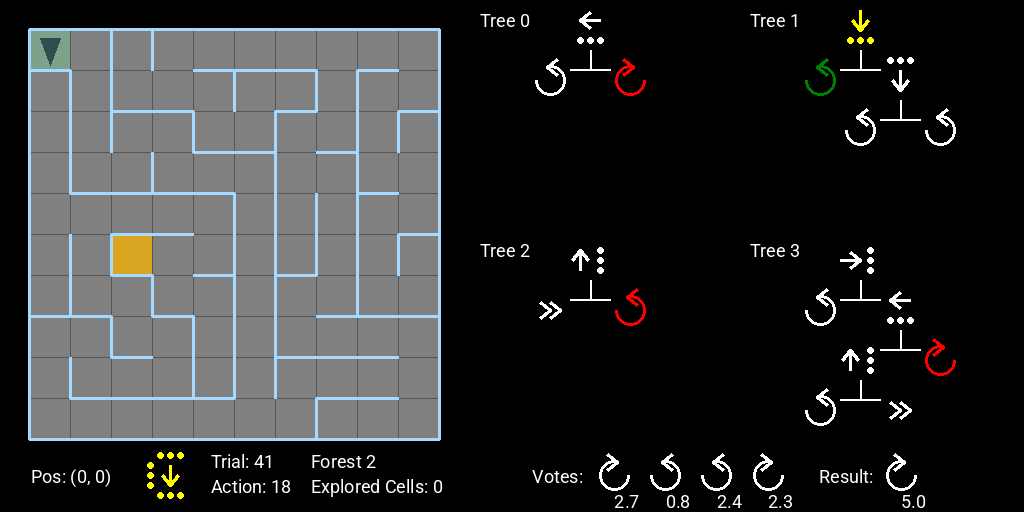 Tree 0
Tree 1
Tree 2
Tree 3
Pos: (0, 0)
Trial: 41
Forest 2
Action: 18
Explored Cells: 0
Votes:
2.7
0.8
2.4
2.3
Result:
5.0